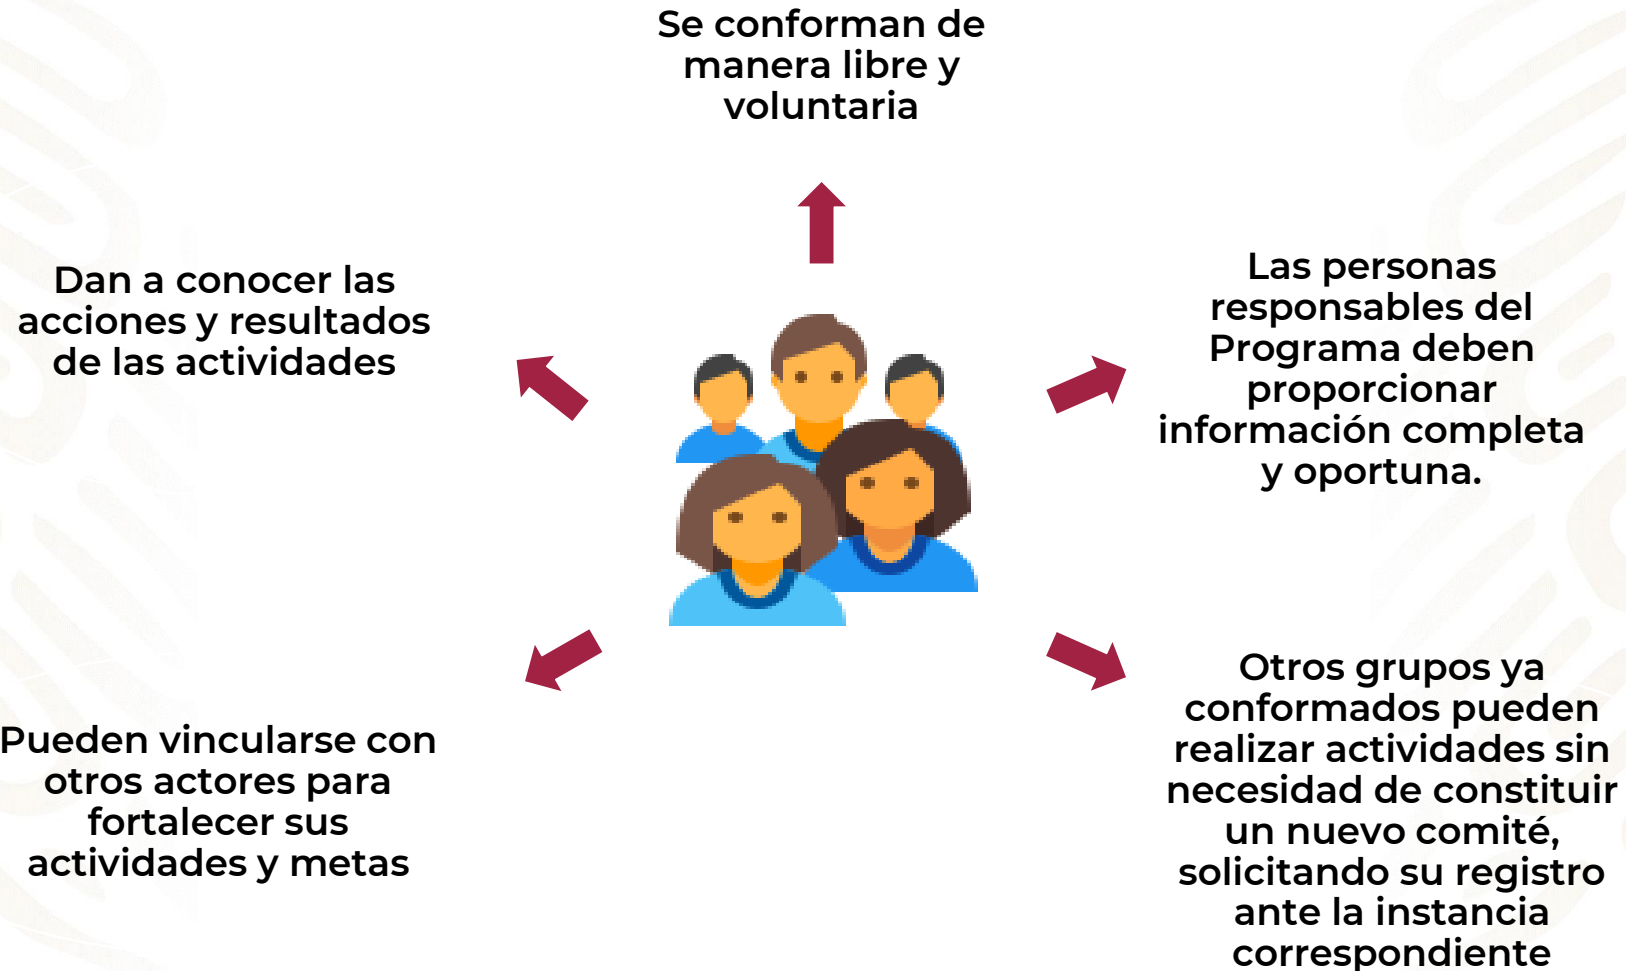 Se conforman de
manera libre y
voluntaria
Dan a conocer las
acciones y resultados
de las actividades
Las personas
responsables del
Programa deben
proporcionar
información completa
y oportuna.
Pueden vincularse con
otros actores para
fortalecer sus
actividades y metas
Otros grupos ya
conformados pueden
realizar actividades sin
necesidad de constituir
un nuevo comité,
solicitando su registro
ante la instancia
correspondiente